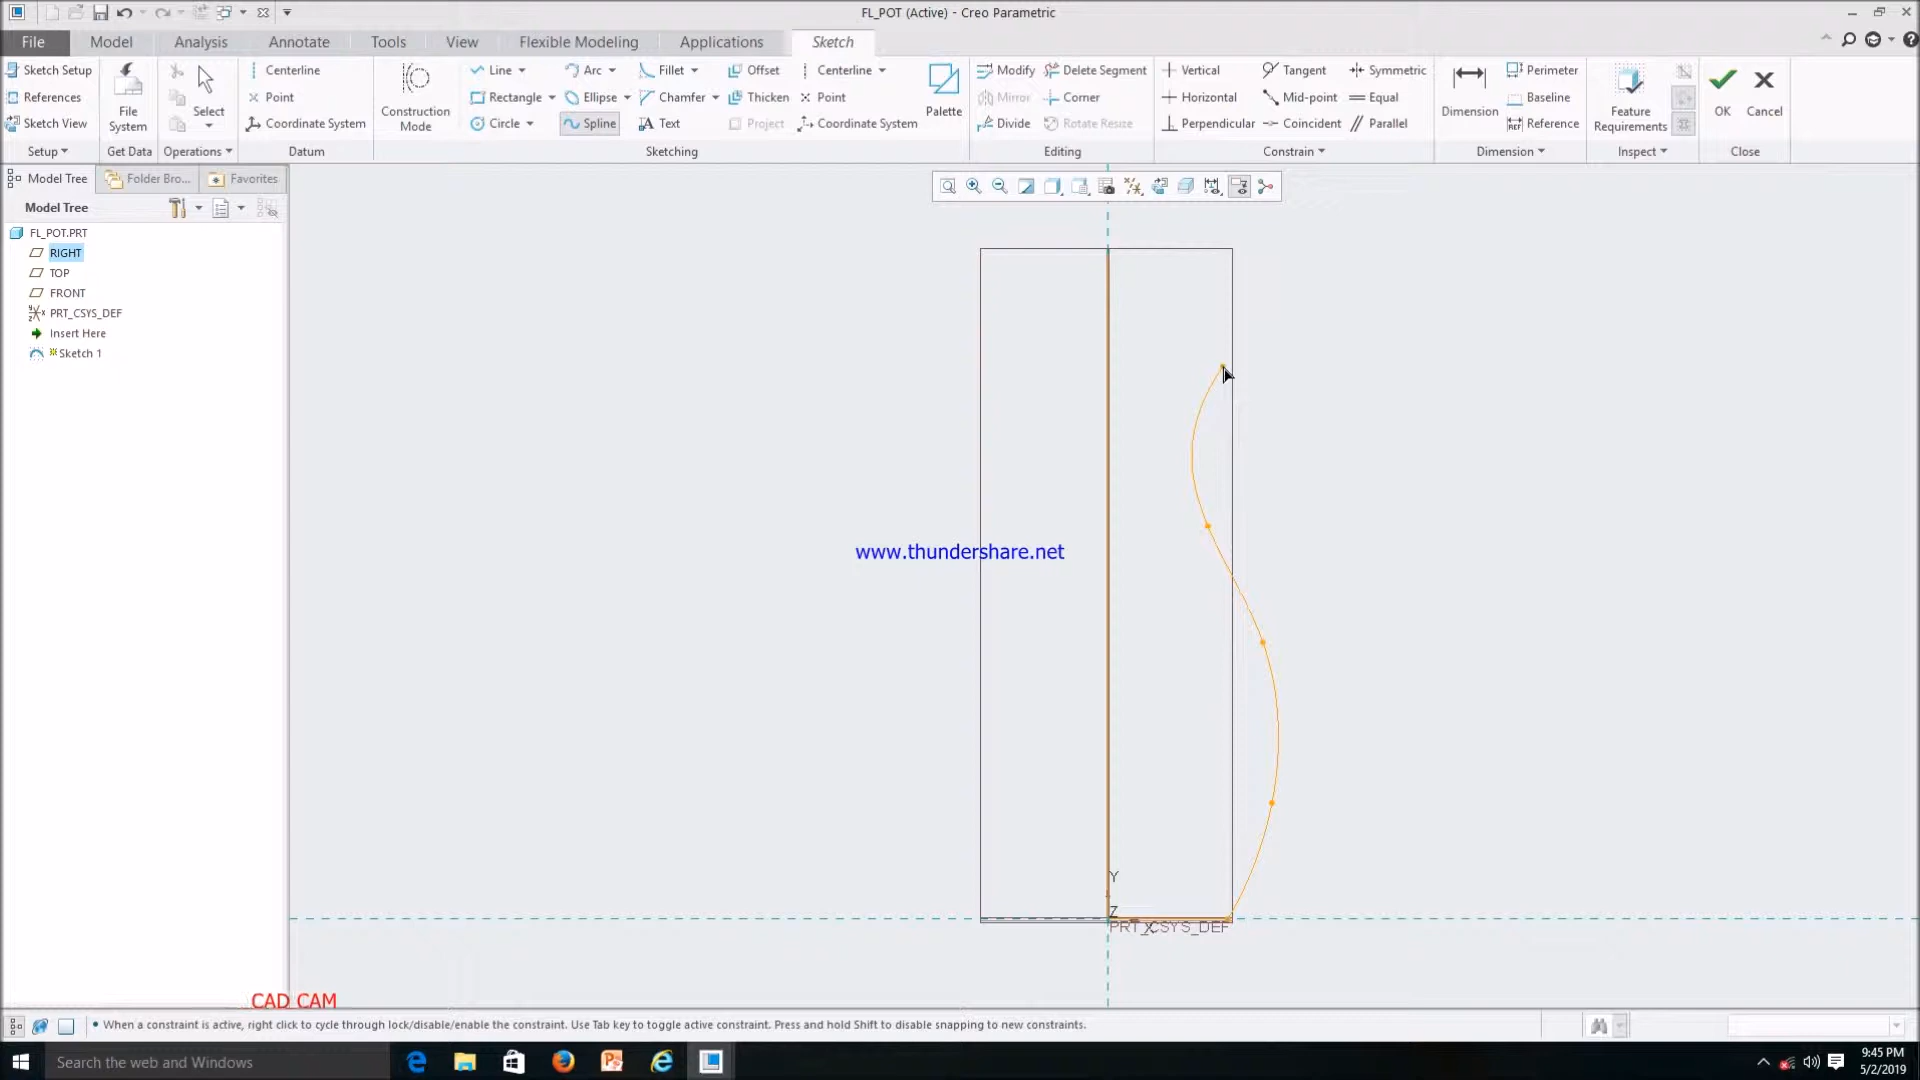 FL_POT (Active) - Creo Parametric
File Model Analysis Annotate Tools View Flexible Modeling Applications Sketch
Sketch Setup
References
Sketch View
Setup
File System
Get Data
Select
Operations
Centerline
Point
Coordinate System
Datum
Construction Mode
Line Arc Fillet Offset Centerline
Rectangle Ellipse Chamfer Thicken Point
Circle Spline Text Project Coordinate System
Palette
Sketching
Modify Delete Segment
Mirror Corner
Divide Rotate Resize
Editing
Vertical Tangent Symmetric
Horizontal Mid-point Equal
Perpendicular Coincident Parallel
Constrain
Dimension
Perimeter
Baseline
Reference
Dimension
Feature Requirements
Inspect
OK Cancel
Close
Model Tree Folder Bro... Favorites
Model Tree
FL_POT.PRT
RIGHT
TOP
FRONT
PRT_CSYS_DEF
Insert Here
Sketch 1
www.thundershare.net
Y
Z
X
PRT_CSYS_DEF
CAD_CAM
• When a constraint is active, right click to cycle through lock/disable/enable the constraint. Use Tab key to toggle active constraint. Press and hold Shift to disable snapping to new constraints.
Search the web and Windows
9:45 PM
5/2/2019